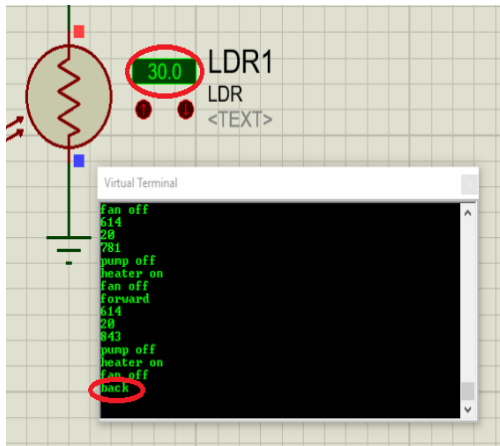 30.0
LDR1
LDR
<TEXT>
Virtual Terminal
fan off
614
20
781
pump off
heater on
fan off
forward
614
20
843
pump off
heater on
fan off
back